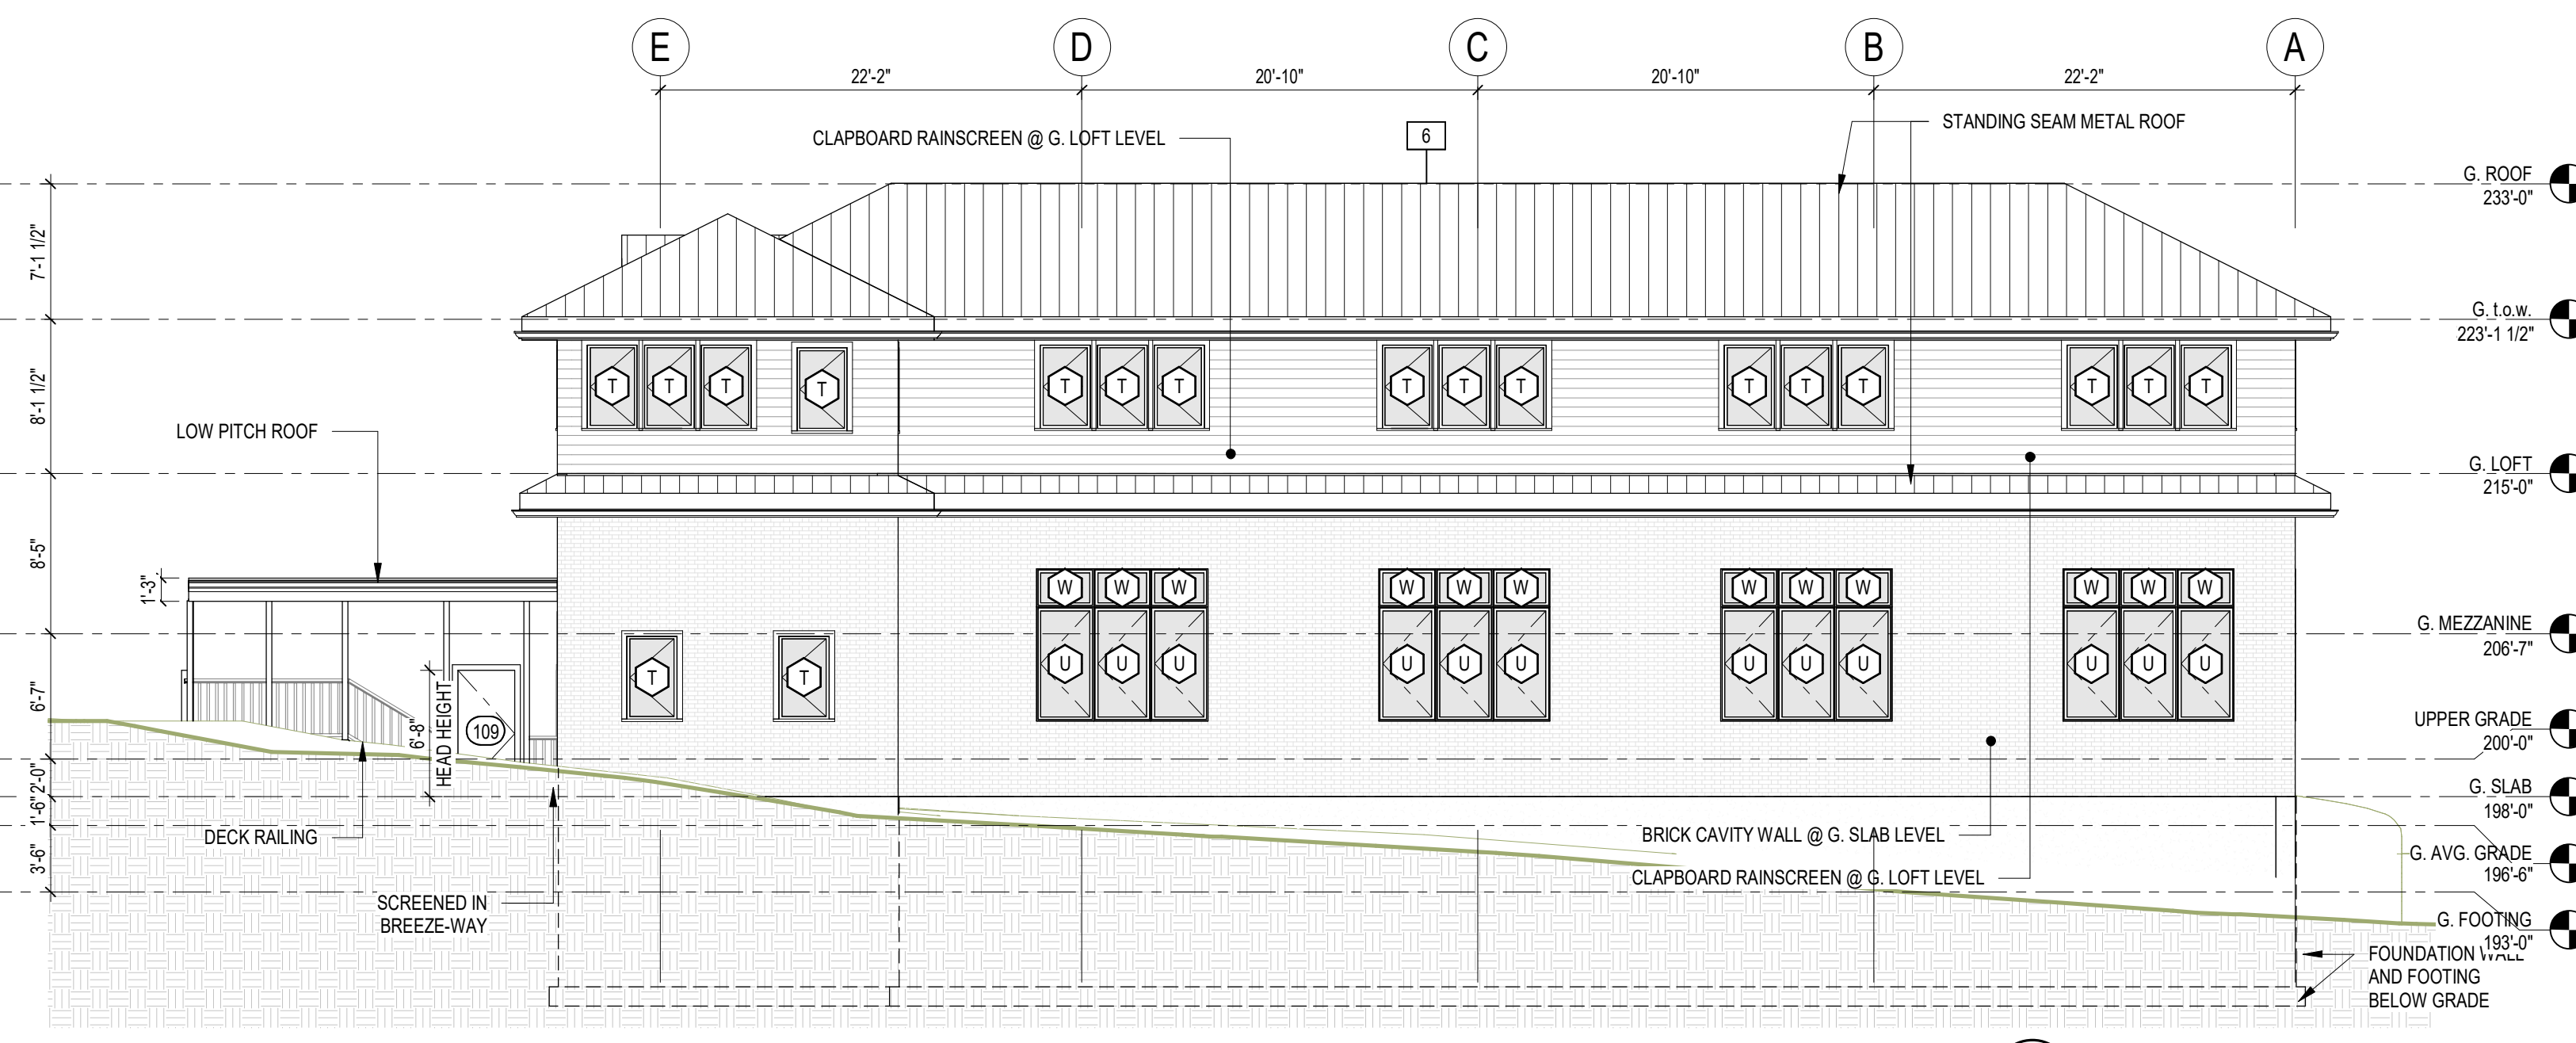 E
D
C
B
A
22'-2"
20'-10"
20'-10"
22'-2"
CLAPBOARD RAINSCREEN @ G. LOFT LEVEL
6
STANDING SEAM METAL ROOF
G. ROOF
233'-0"
7'-1 1/2"
G. t.o.w.
223'-1 1/2"
8'-1 1/2"
T T T T T T T T T T T T T T T T
LOW PITCH ROOF
G. LOFT
215'-0"
8'-5"
1'-3"
W W W W W W W W W W W W
G. MEZZANINE
206'-7"
T T U U U U U U U U U U U U
6'-7"
6'-8"
HEAD HEIGHT
109
UPPER GRADE
200'-0"
2'-0"
G. SLAB
198'-0"
1'-6"
DECK RAILING
BRICK CAVITY WALL @ G. SLAB LEVEL
G. AVG. GRADE
196'-6"
3'-6"
CLAPBOARD RAINSCREEN @ G. LOFT LEVEL
SCREENED IN
BREEZE-WAY
G. FOOTING
193'-0"
FOUNDATION WALL
AND FOOTING
BELOW GRADE